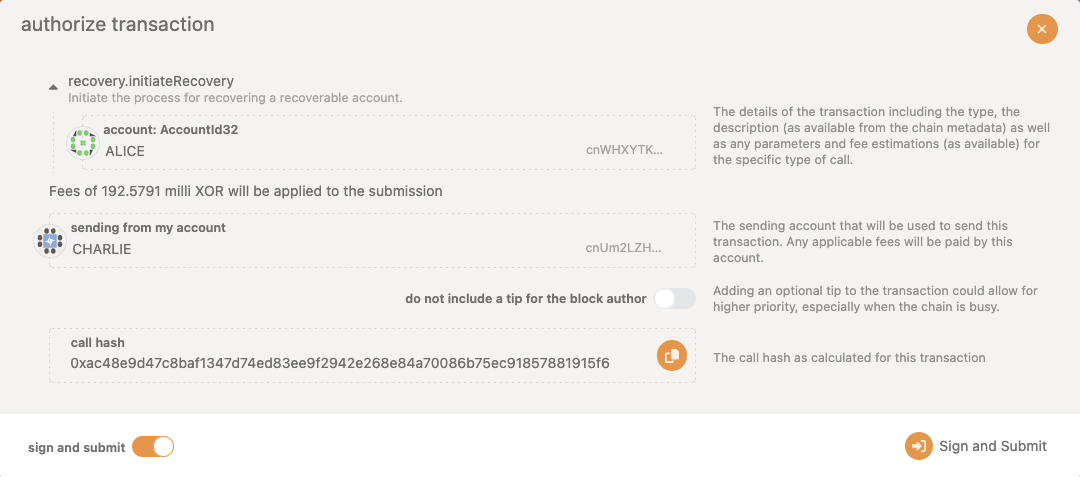 authorize transaction
recovery.initiateRecovery
Initiate the process for recovering a recoverable account.
account: AccountId32
ALICE
cnWHXYTK...
The details of the transaction including the type, the
description (as available from the chain metadata) as well
as any parameters and fee estimations (as available) for
the specific type of call.
Fees of 192.5791 milli XOR will be applied to the submission
sending from my account
CHARLIE
cnUm2LZH...
The sending account that will be used to send this
transaction. Any applicable fees will be paid by this
account.
do not include a tip for the block author
Adding an optional tip to the transaction could allow for
higher priority, especially when the chain is busy.
call hash
0xac48e9d47c8baf1347d74ed83ee9f2942e268e84a70086b75ec91857881915f6
The call hash as calculated for this transaction
sign and submit
Sign and Submit